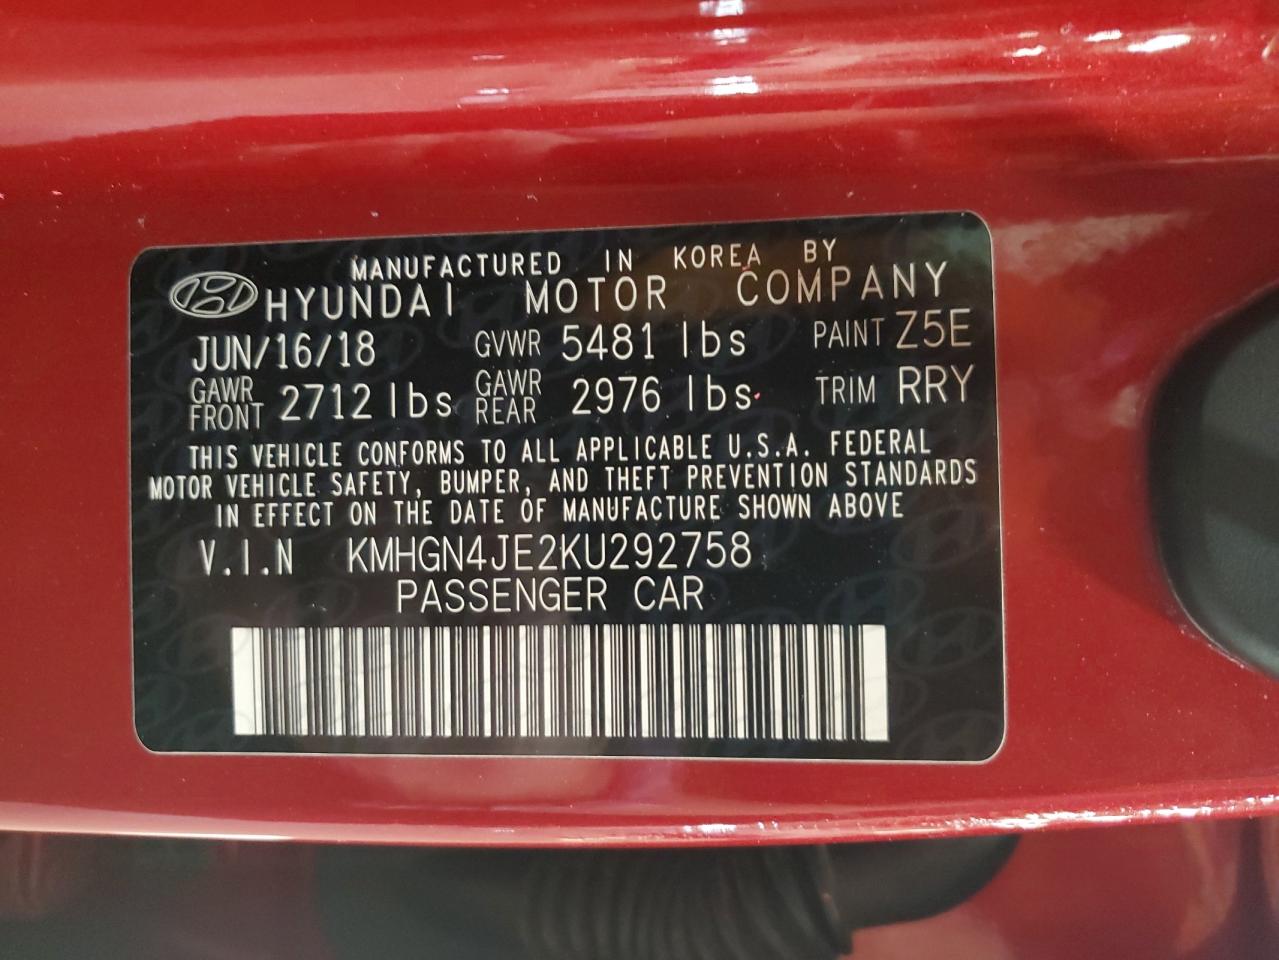 MANUFACTURED IN KOREA BY
HYUNDAI MOTOR COMPANY
JUN/16/18 GVWR 5481 lbs PAINT Z5E
GAWR FRONT 2712 lbs GAWR REAR 2976 lbs TRIM RRY
THIS VEHICLE CONFORMS TO ALL APPLICABLE U.S.A. FEDERAL
MOTOR VEHICLE SAFETY, BUMPER, AND THEFT PREVENTION STANDARDS
IN EFFECT ON THE DATE OF MANUFACTURE SHOWN ABOVE
V.I.N KMHGN4JE2KU292758
PASSENGER CAR